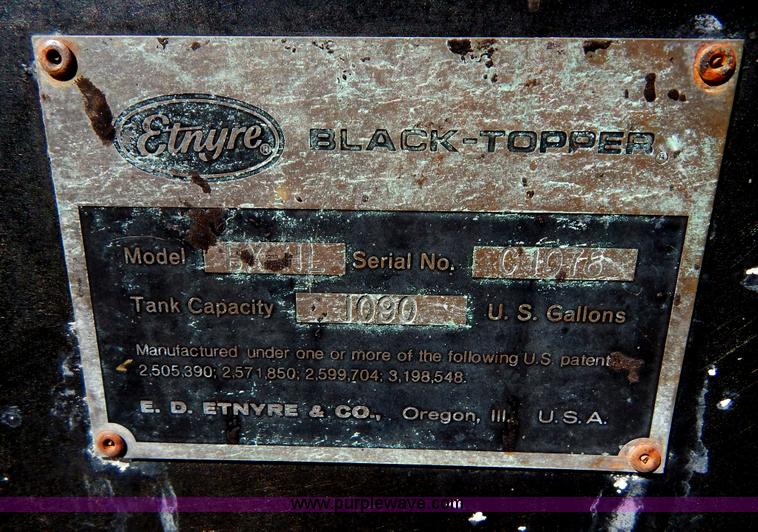 Etnyre® BLACK-TOPPER®
Model Serial No.
Tank Capacity 1090 U. S. Gallons
Manufactured under one or more of the following U.S. patent
2,505,390; 2,571,850; 2,599,704; 3,198,548.
E. D. ETNYRE & CO., Oregon, Ill. U.S.A.
www.purplewave.com